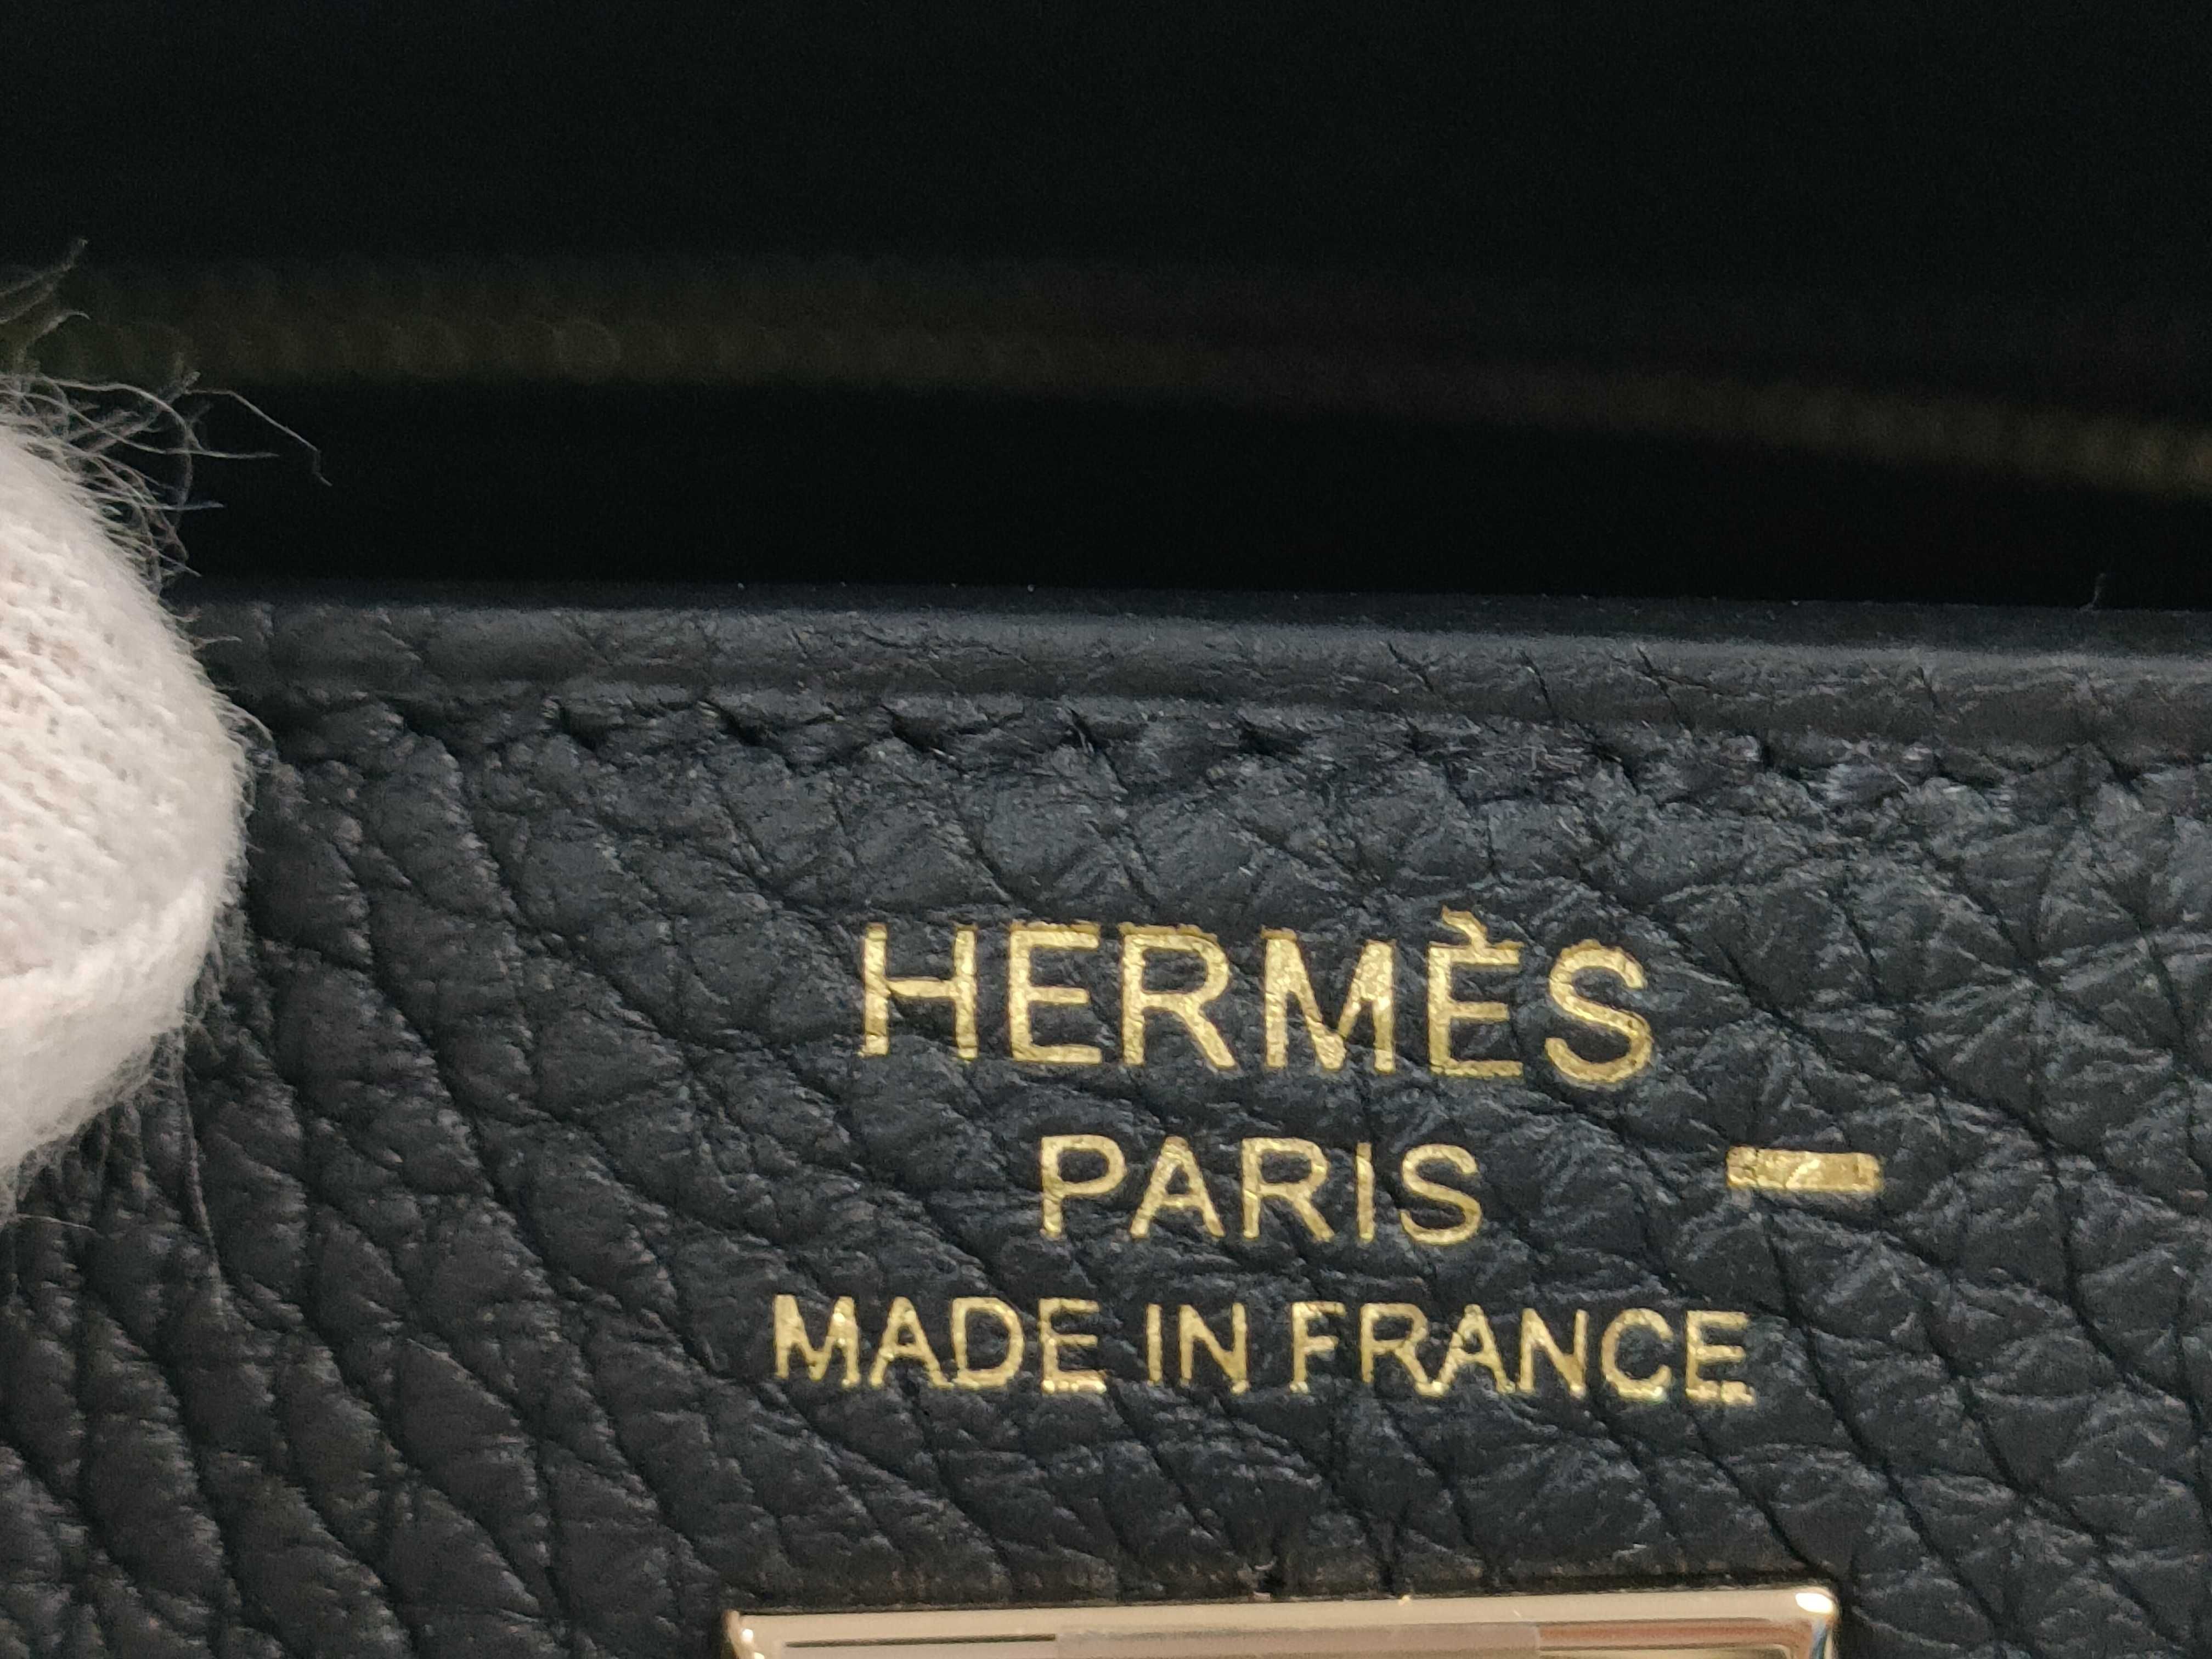 HERMÈS
PARIS -
MADE IN FRANCE